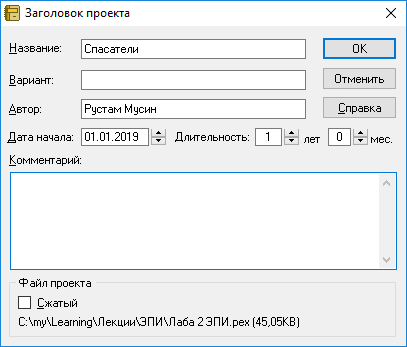 Заголовок проекта
Название: Спасатели OK
Вариант: Отменить
Автор: Рустам Мусин Справка
Дата начала: 01.01.2019 Длительность: 1 лет 0 мес.
Комментарий:
Файл проекта
Сжатый
C:\my\Learning\Лекции\ЭПИ\Лаба 2 ЭПИ.pex (45,05KB)